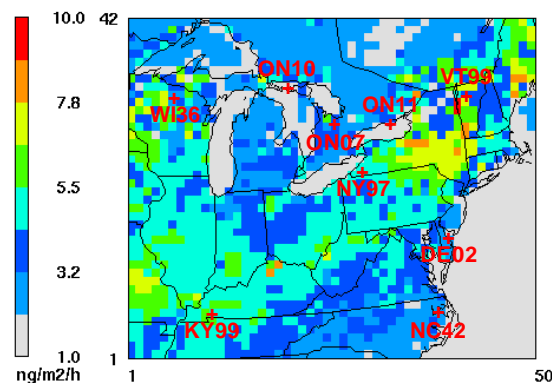 10.0
7.8
5.5
3.2
1.0
ng/m2/h
42
1
1
50
ON10
VT99
WI36
ON11
ON07
NY97
DE02
KY99
NC42